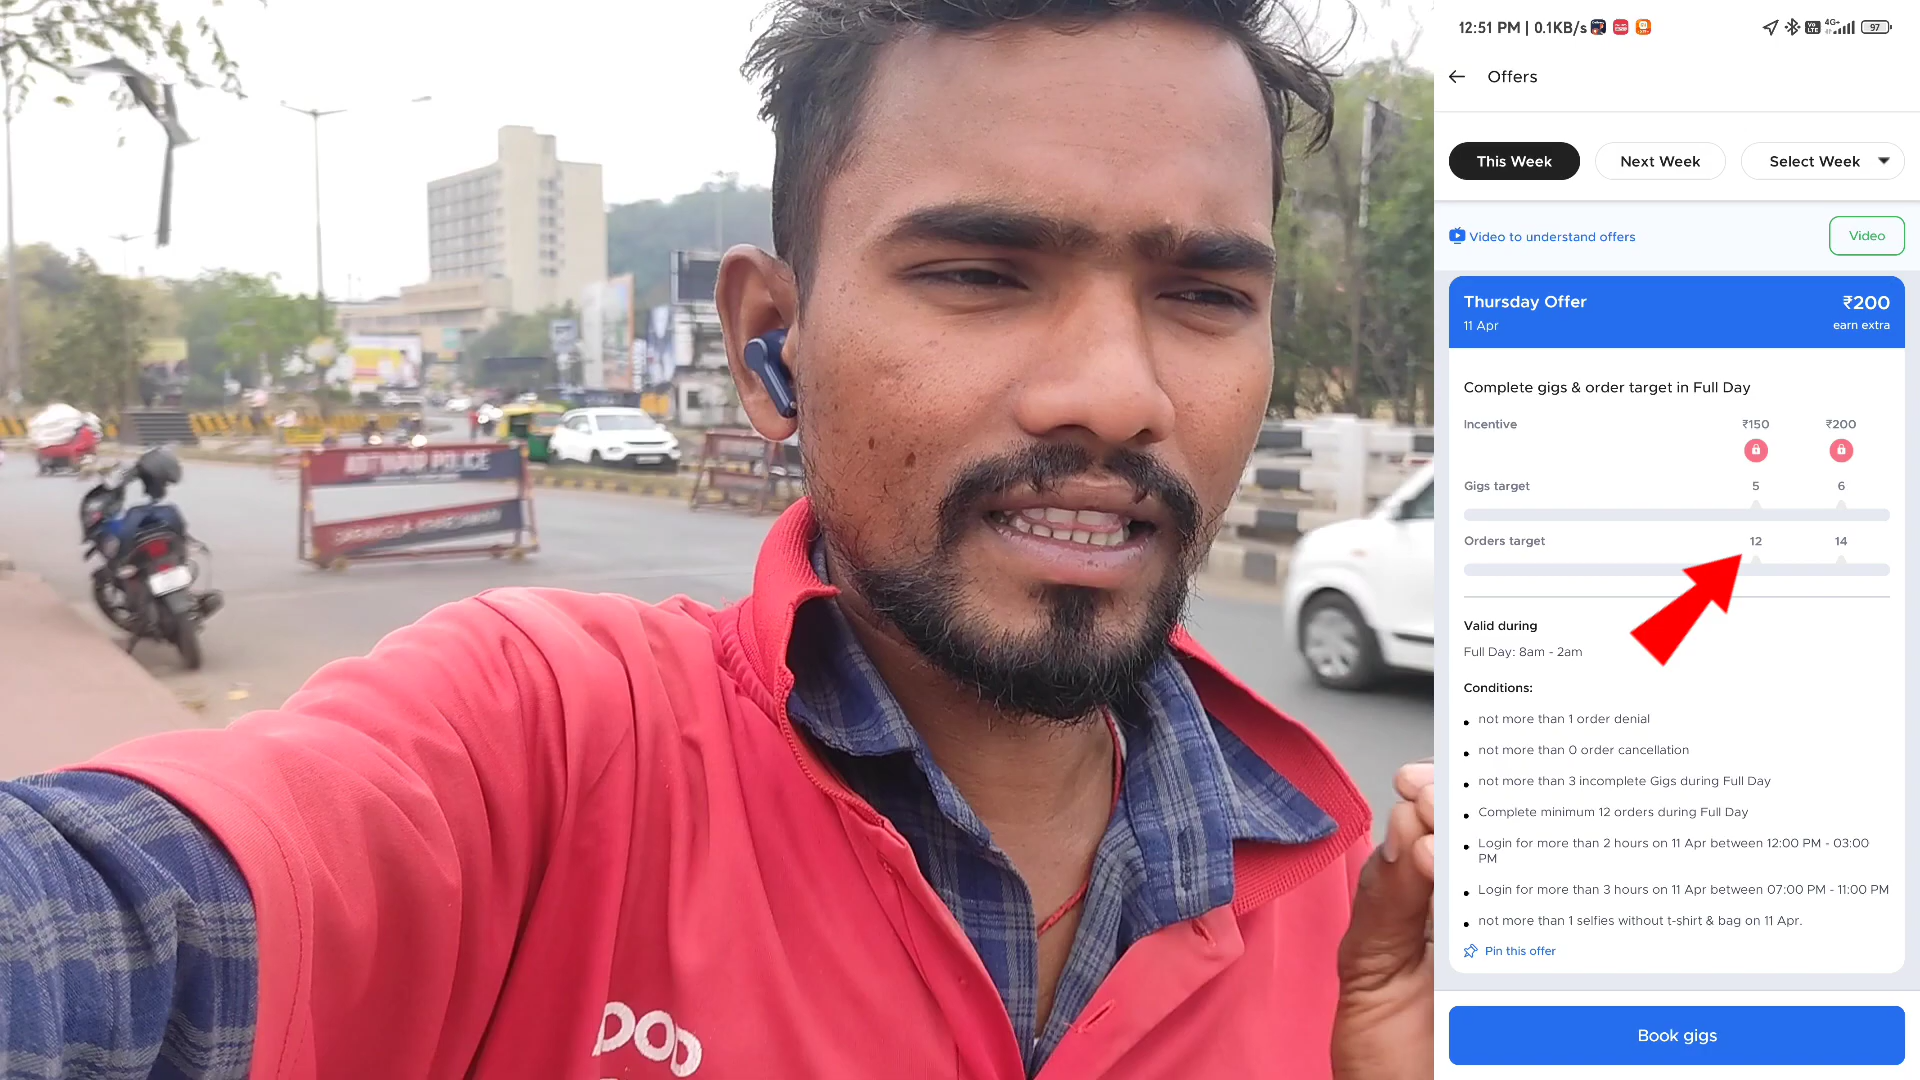 12:51 PM | 0.1KB/s
4G+
Vo
LTE
97
Offers
This Week
Next Week
Select Week
Video to understand offers
Video
Thursday Offer
₹200
11 Apr
earn extra
Complete gigs & order target in Full Day
Incentive
₹150
₹200
Gigs target
5
6
Orders target
12
14
Valid during
Full Day: 8am - 2am
Conditions:
not more than 1 order denial
not more than 0 order cancellation
not more than 3 incomplete Gigs during Full Day
Complete minimum 12 orders during Full Day
Login for more than 2 hours on 11 Apr between 12:00 PM - 03:00
PM
Login for more than 3 hours on 11 Apr between 07:00 PM - 11:00 PM
not more than 1 selfies without t-shirt & bag on 11 Apr.
Pin this offer
Book gigs
POLICE